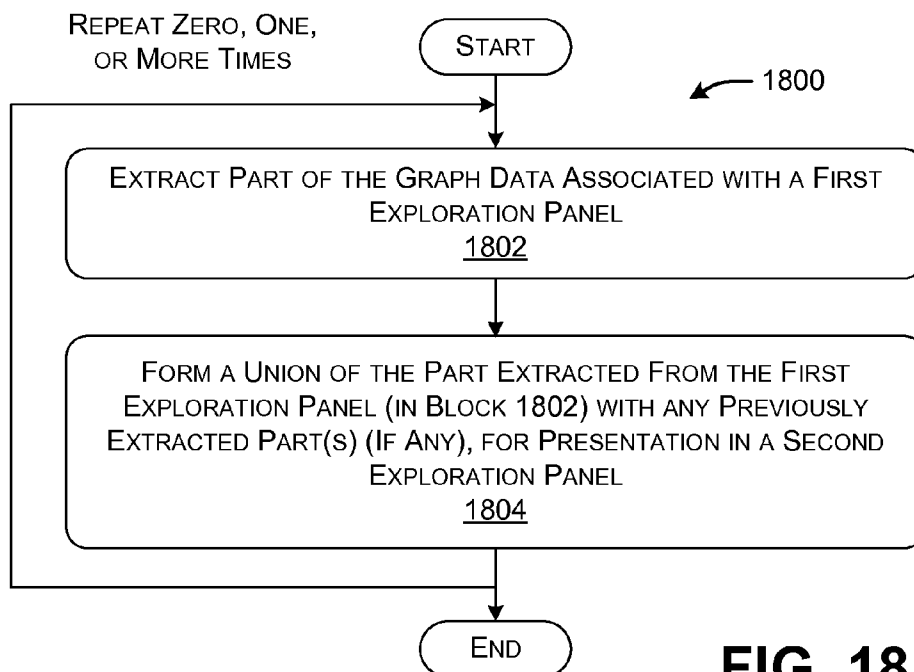 REPEAT ZERO, ONE,
OR MORE TIMES
START
1800
EXTRACT PART OF THE GRAPH DATA ASSOCIATED WITH A FIRST
EXPLORATION PANEL
1802
FORM A UNION OF THE PART EXTRACTED FROM THE FIRST
EXPLORATION PANEL (IN BLOCK 1802) WITH ANY PREVIOUSLY
EXTRACTED PART(S) (IF ANY), FOR PRESENTATION IN A SECOND
EXPLORATION PANEL
1804
END
FIG. 18